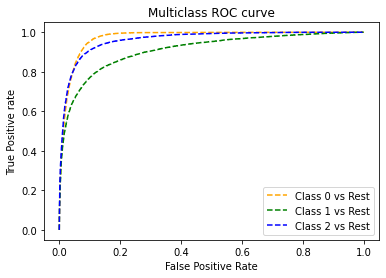 Multiclass ROC curve
True Positive rate
1.0
0.8
0.6
0.4
0.2
0.0
Class 0 vs Rest
Class 1 vs Rest
Class 2 vs Rest
0.0 0.2 0.4 0.6 0.8 1.0
False Positive Rate